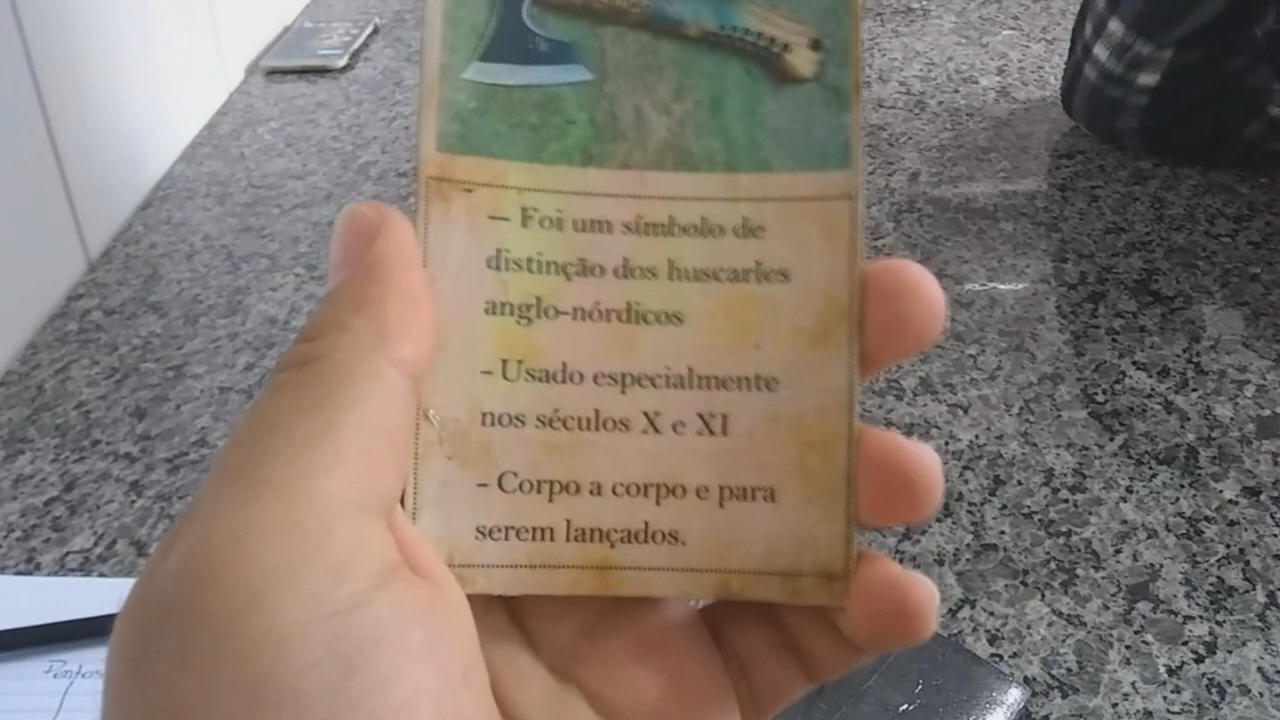 – Foi um símbolo de
distinção dos huscarles
anglo-nórdicos
- Usado especialmente
nos séculos X e XI
- Corpo a corpo e para
serem lançados.
Pontos